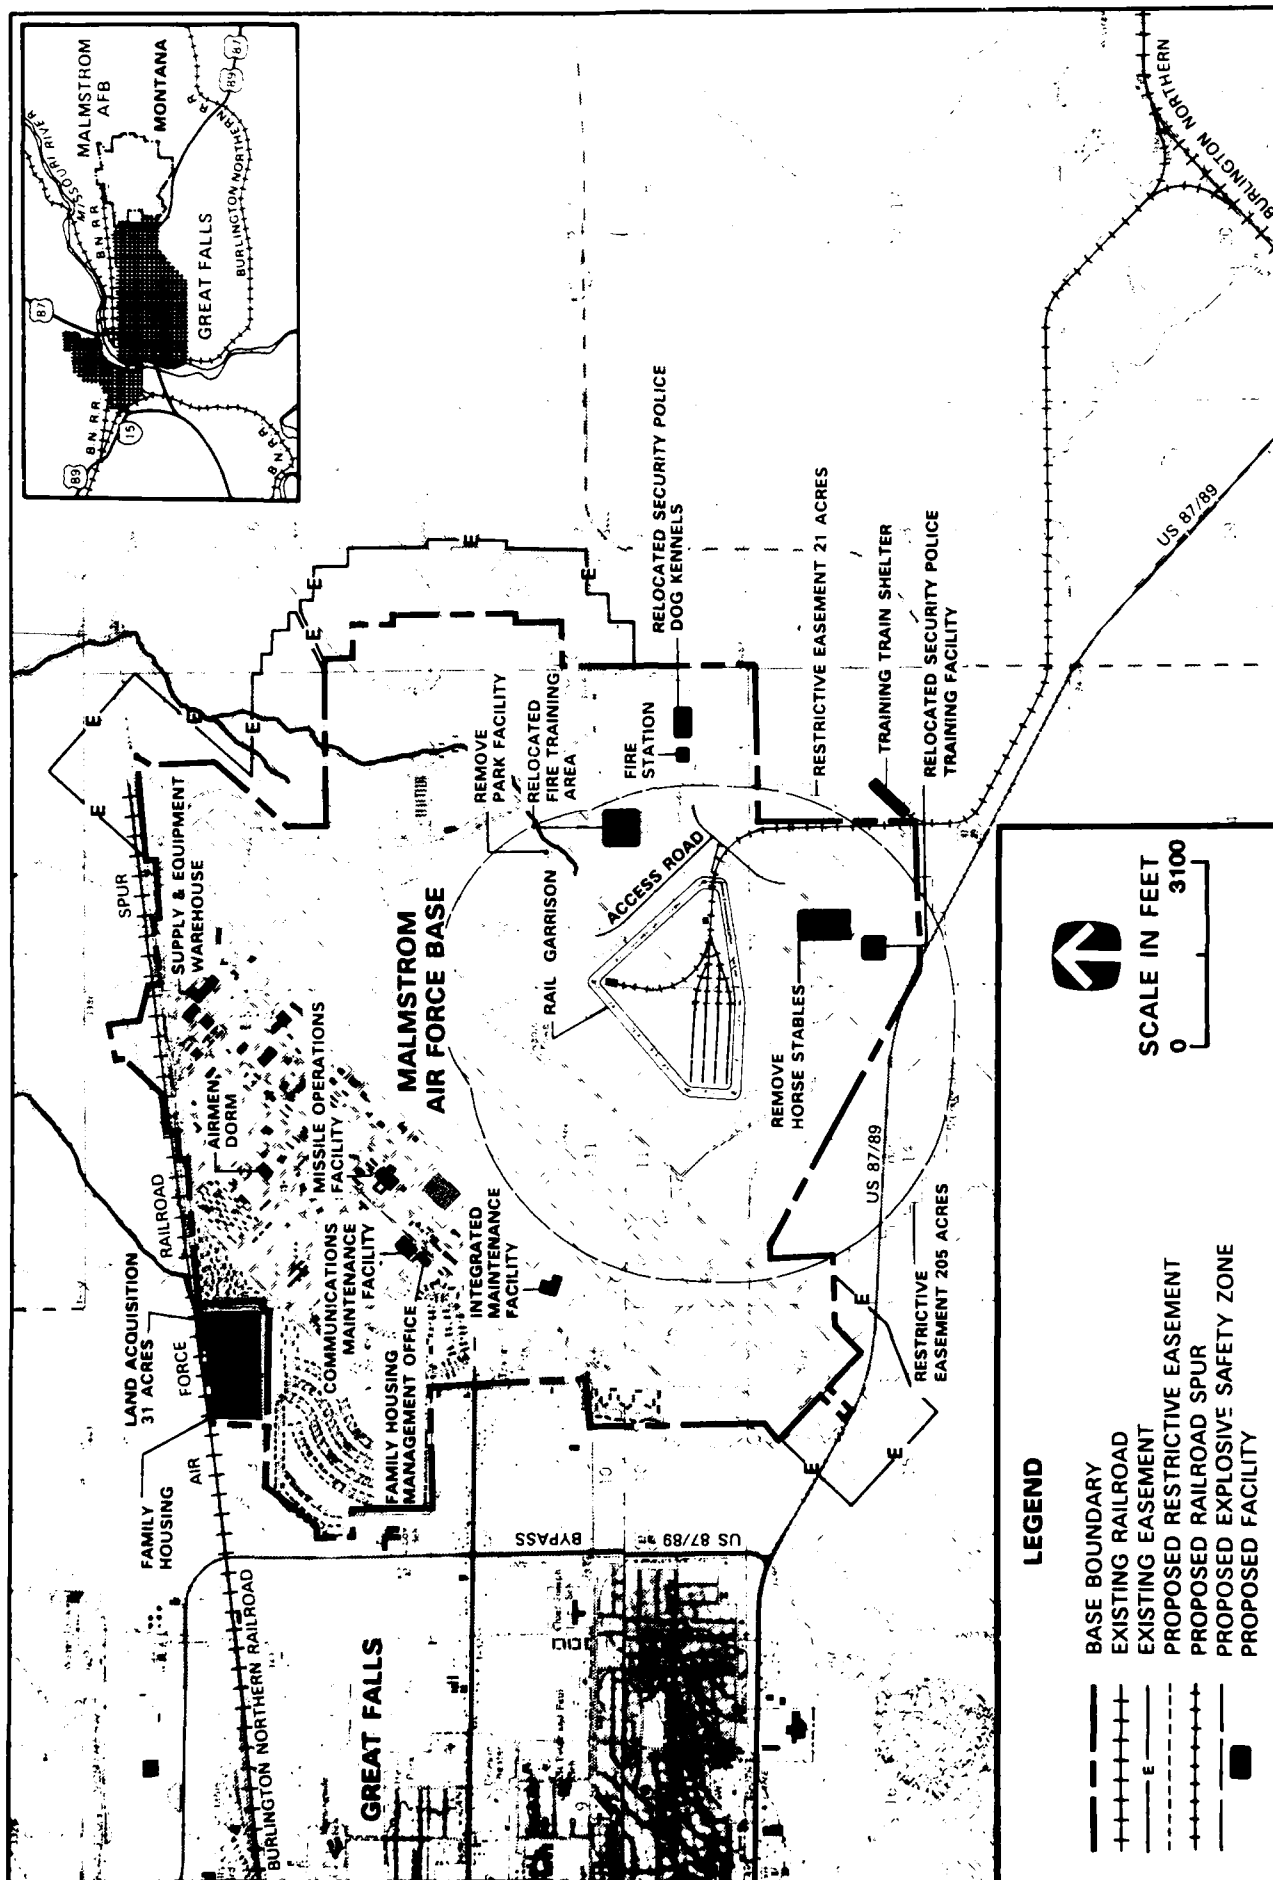 MISSOURI RIVER
MALMSTROM
AFB
MONTANA
B.N. R.R.
87
89
87
GREAT FALLS
BURLINGTON NORTHERN R R
B.N. R.R.
15
89
B N R R
E
E
E
E
E
E
E
E
SPUR
SUPPLY & EQUIPMENT
WAREHOUSE
AIRMEN
DORM
MISSILE OPERATIONS
FACILITY
RAILROAD
LAND ACQUISITION
31 ACRES
FORCE
AIR
FAMILY
HOUSING
COMMUNICATIONS
MAINTENANCE
FACILITY
FAMILY HOUSING
MANAGEMENT OFFICE
INTEGRATED
MAINTENANCE
FACILITY
MALMSTROM
AIR FORCE BASE
REMOVE
PARK FACILITY
RELOCATED
FIRE TRAINING
AREA
FIRE
STATION
RELOCATED SECURITY POLICE
DOG KENNELS
RAIL GARRISON
ACCESS ROAD
RESTRICTIVE EASEMENT 21 ACRES
TRAINING TRAIN SHELTER
RELOCATED SECURITY POLICE
TRAINING FACILITY
REMOVE
HORSE STABLES
US 87/89
US 87/89
E
E
E
RESTRICTIVE
EASEMENT 205 ACRES
BURLINGTON NORTHERN
BURLINGTON NORTHERN RAILROAD
GREAT FALLS
BYPASS
US 87/89
SCALE IN FEET
0 3100
LEGEND
BASE BOUNDARY
EXISTING RAILROAD
E EXISTING EASEMENT
PROPOSED RESTRICTIVE EASEMENT
PROPOSED RAILROAD SPUR
PROPOSED EXPLOSIVE SAFETY ZONE
PROPOSED FACILITY